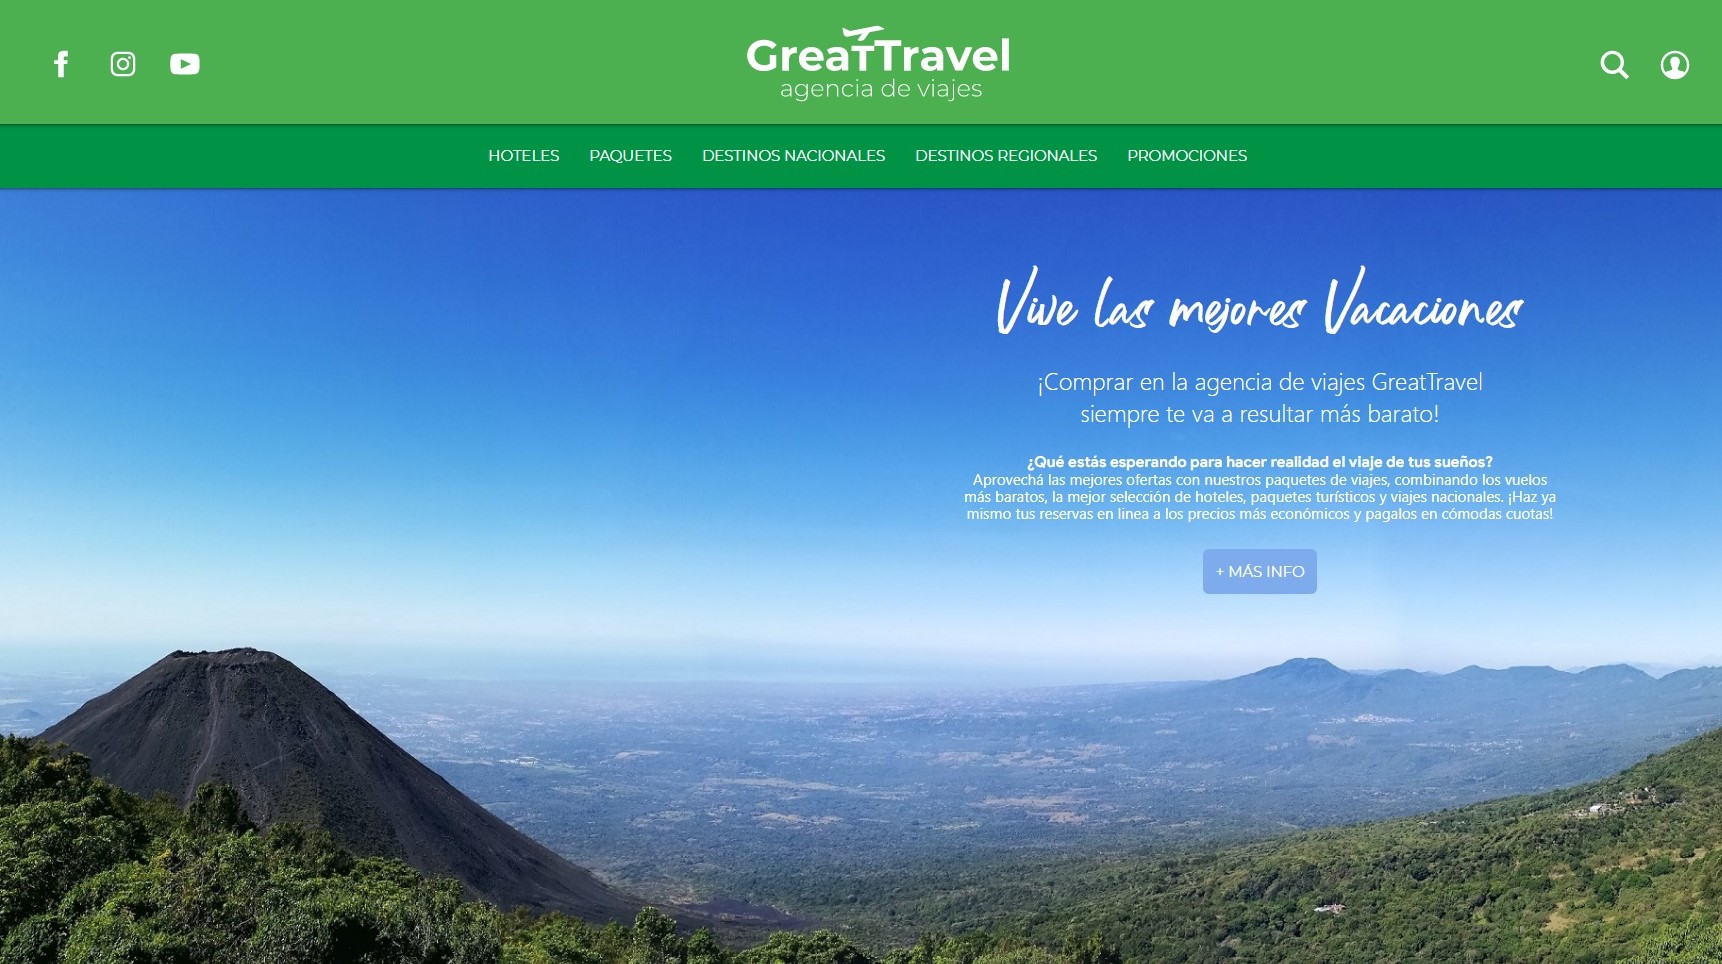 GreatTravel
agencia de viajes
HOTELES PAQUETES DESTINOS NACIONALES DESTINOS REGIONALES PROMOCIONES
Vive las mejores Vacaciones
¡Comprar en la agencia de viajes GreatTravel
siempre te va a resultar más barato!
¿Qué estás esperando para hacer realidad el viaje de tus sueños?
Aprovechá las mejores ofertas con nuestros paquetes de viajes, combinando los vuelos
más baratos, la mejor selección de hoteles, paquetes turísticos y viajes nacionales. ¡Haz ya
mismo tus reservas en linea a los precios más económicos y pagalos en cómodas cuotas!
+ MÁS INFO